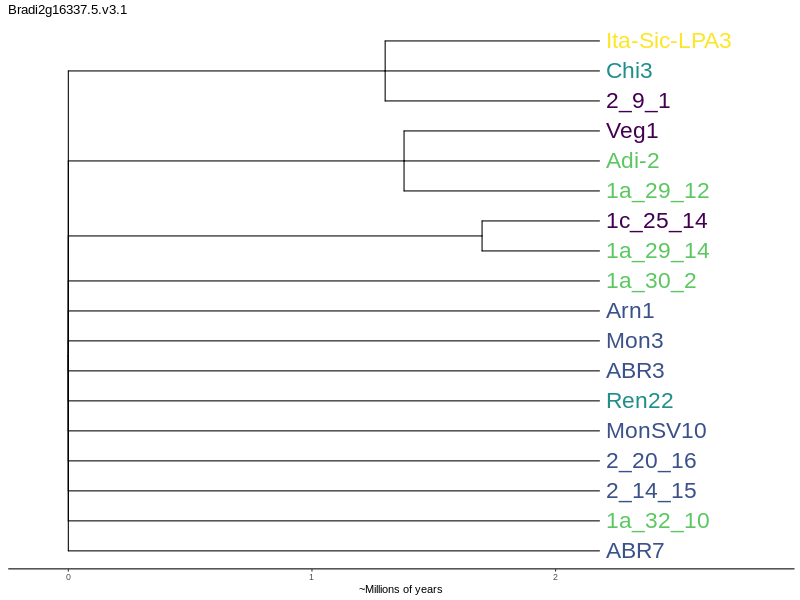 Bradi2g16337.5.v3.1
Ita-Sic-LPA3
Chi3
2_9_1
Veg1
Adi-2
1a_29_12
1c_25_14
1a_29_14
1a_30_2
Arn1
Mon3
ABR3
Ren22
MonSV10
2_20_16
2_14_15
1a_32_10
ABR7
0 1 2
~Millions of years